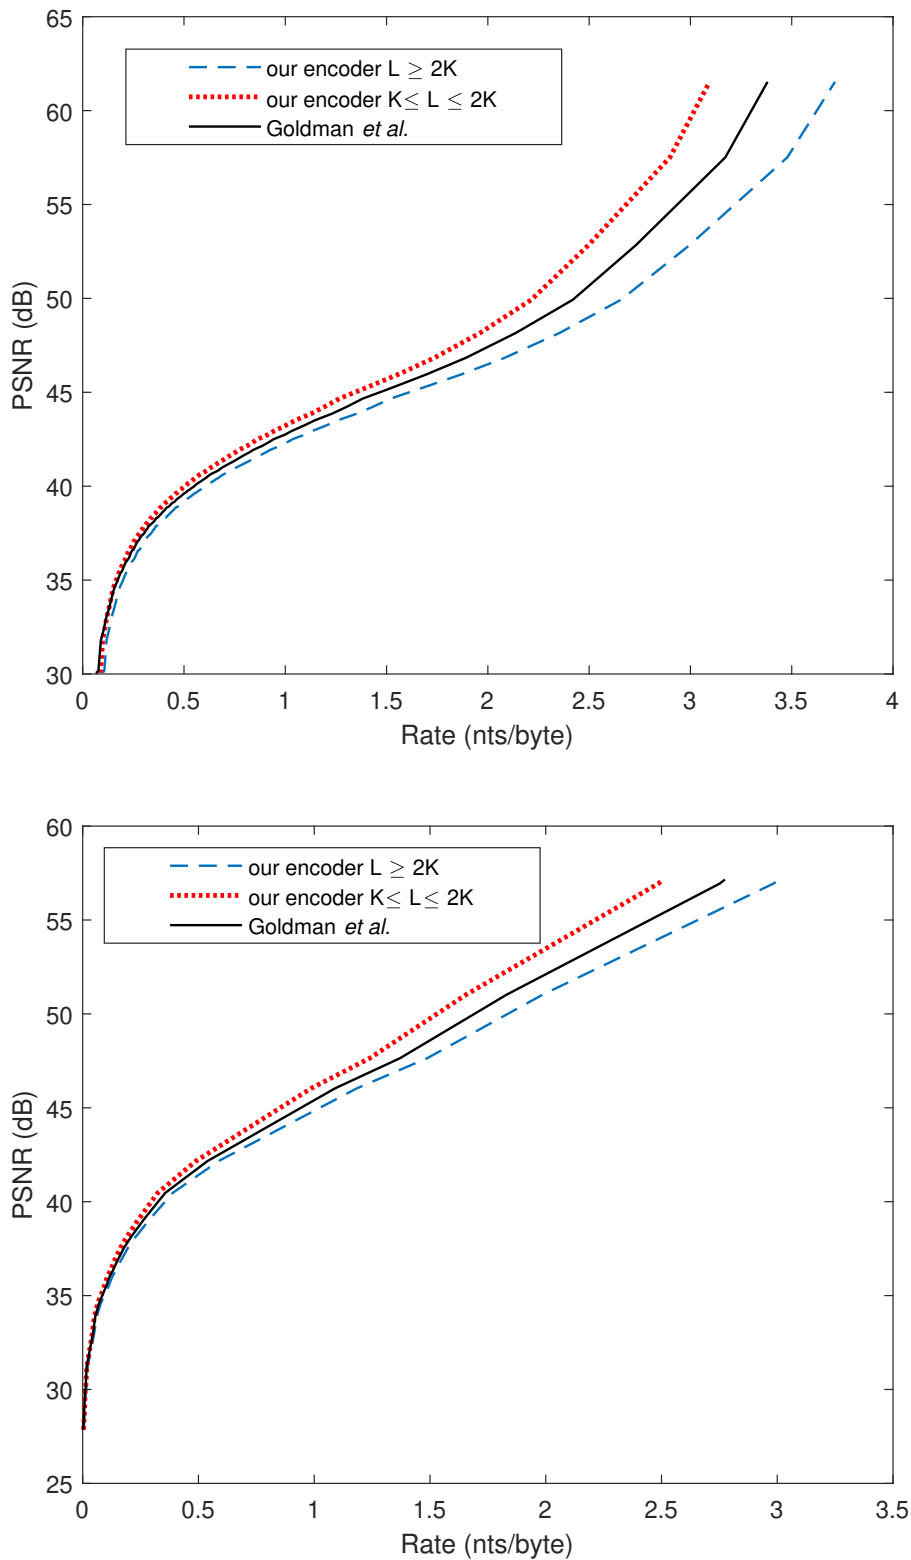 65
60
55
50
45
40
35
30
PSNR (dB)
our encoder L ≥ 2K
our encoder K≤ L ≤ 2K
Goldman et al.
0 0.5 1 1.5 2 2.5 3 3.5 4
Rate (nts/byte)
60
55
50
45
40
35
30
25
PSNR (dB)
our encoder L ≥ 2K
our encoder K≤ L≤ 2K
Goldman et al.
0 0.5 1 1.5 2 2.5 3 3.5
Rate (nts/byte)